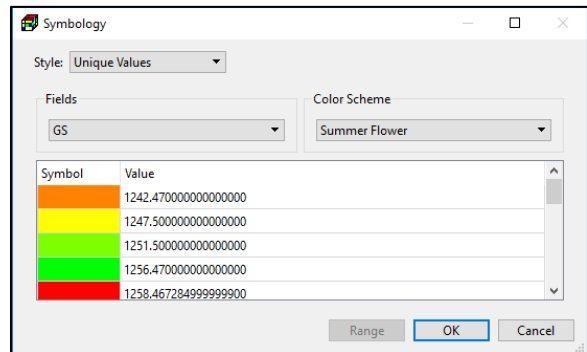 Symbology
Style: Unique Values
Fields
GS
Color Scheme
Summer Flower
Symbol Value
1242.470000000000000
1247.500000000000000
1251.500000000000000
1256.470000000000000
1258.467284999999900
Range OK Cancel